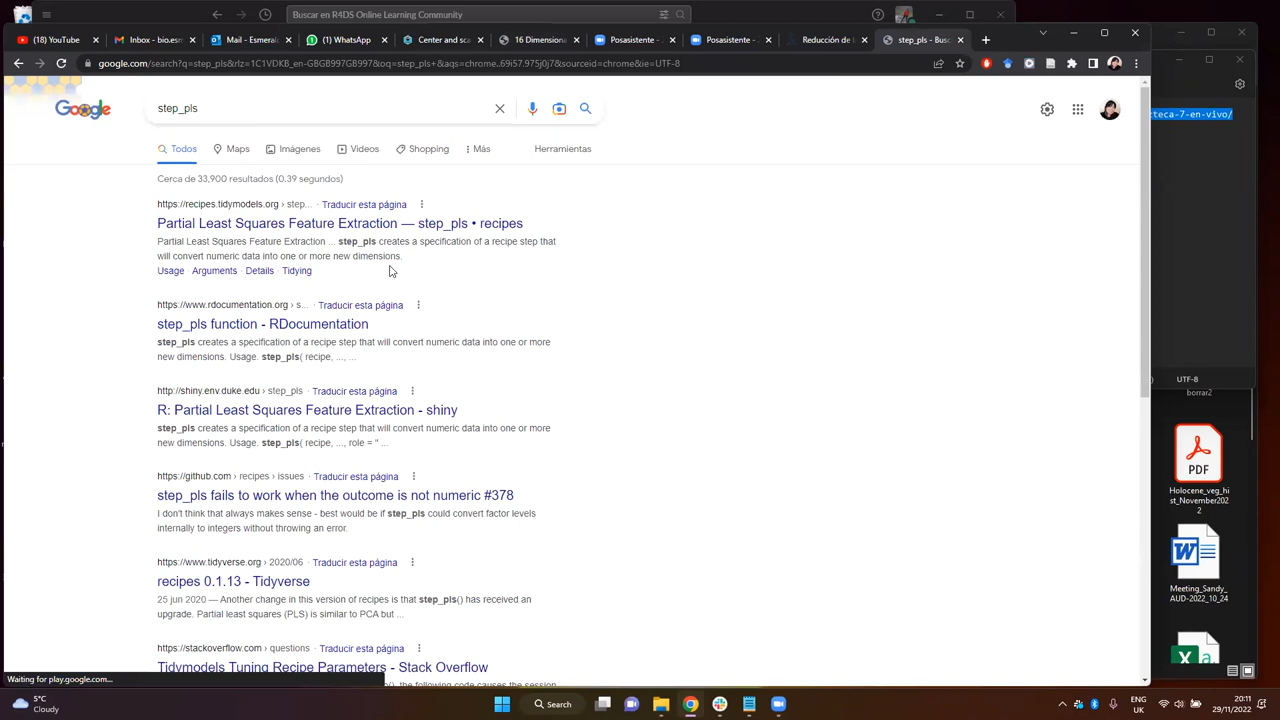 Buscar en R4DS Online Learning Community
(18) YouTube
Inbox - bio.esm
Mail - Esmeral
(1) WhatsApp
Center and sca
16 Dimensiona
Posasistente -
Posasistente -
Reducción de l
step_pls - Busc
google.com/search?q=step_pls&rlz=1C1VDKB_en-GBGB997GB997&oq=step_pls+&aqs=chrome..69i57.975j0j7&sourceid=chrome&ie=UTF-8
Google
step_pls
zteca-7-en-vivo/
Todos
Maps
Imágenes
Videos
Shopping
Más
Herramientas
Cerca de 33,900 resultados (0.39 segundos)
https://recipes.tidymodels.org › step... · Traducir esta página
Partial Least Squares Feature Extraction — step_pls • recipes
Partial Least Squares Feature Extraction ... step_pls creates a specification of a recipe step that
will convert numeric data into one or more new dimensions.
Usage · Arguments · Details · Tidying
https://www.rdocumentation.org › s... · Traducir esta página
step_pls function - RDocumentation
step_pls creates a specification of a recipe step that will convert numeric data into one or more
new dimensions. Usage. step_pls( recipe, ..., ...
http://shiny.env.duke.edu › step_pls · Traducir esta página
R: Partial Least Squares Feature Extraction - shiny
step_pls creates a specification of a recipe step that will convert numeric data into one or more
new dimensions. Usage. step_pls( recipe, ..., role = " ...
https://github.com › recipes › issues · Traducir esta página
step_pls fails to work when the outcome is not numeric #378
I don't think that always makes sense - best would be if step_pls could convert factor levels
internally to integers without throwing an error.
https://www.tidyverse.org › 2020/06 · Traducir esta página
recipes 0.1.13 - Tidyverse
25 jun 2020 — Another change in this version of recipes is that step_pls() has received an
upgrade. Partial least squares (PLS) is similar to PCA but ...
https://stackoverflow.com › questions · Traducir esta página
Tidymodels Tuning Recipe Parameters - Stack Overflow
the following code causes the session
Waiting for play.google.com...
) UTF-8
borrar2
PDF
Holocene_veg_hi
st_November202
2
Meeting_Sandy_
AUD-2022_10_24
5°C
Cloudy
Search
ENG
UK
20:11
29/11/2022